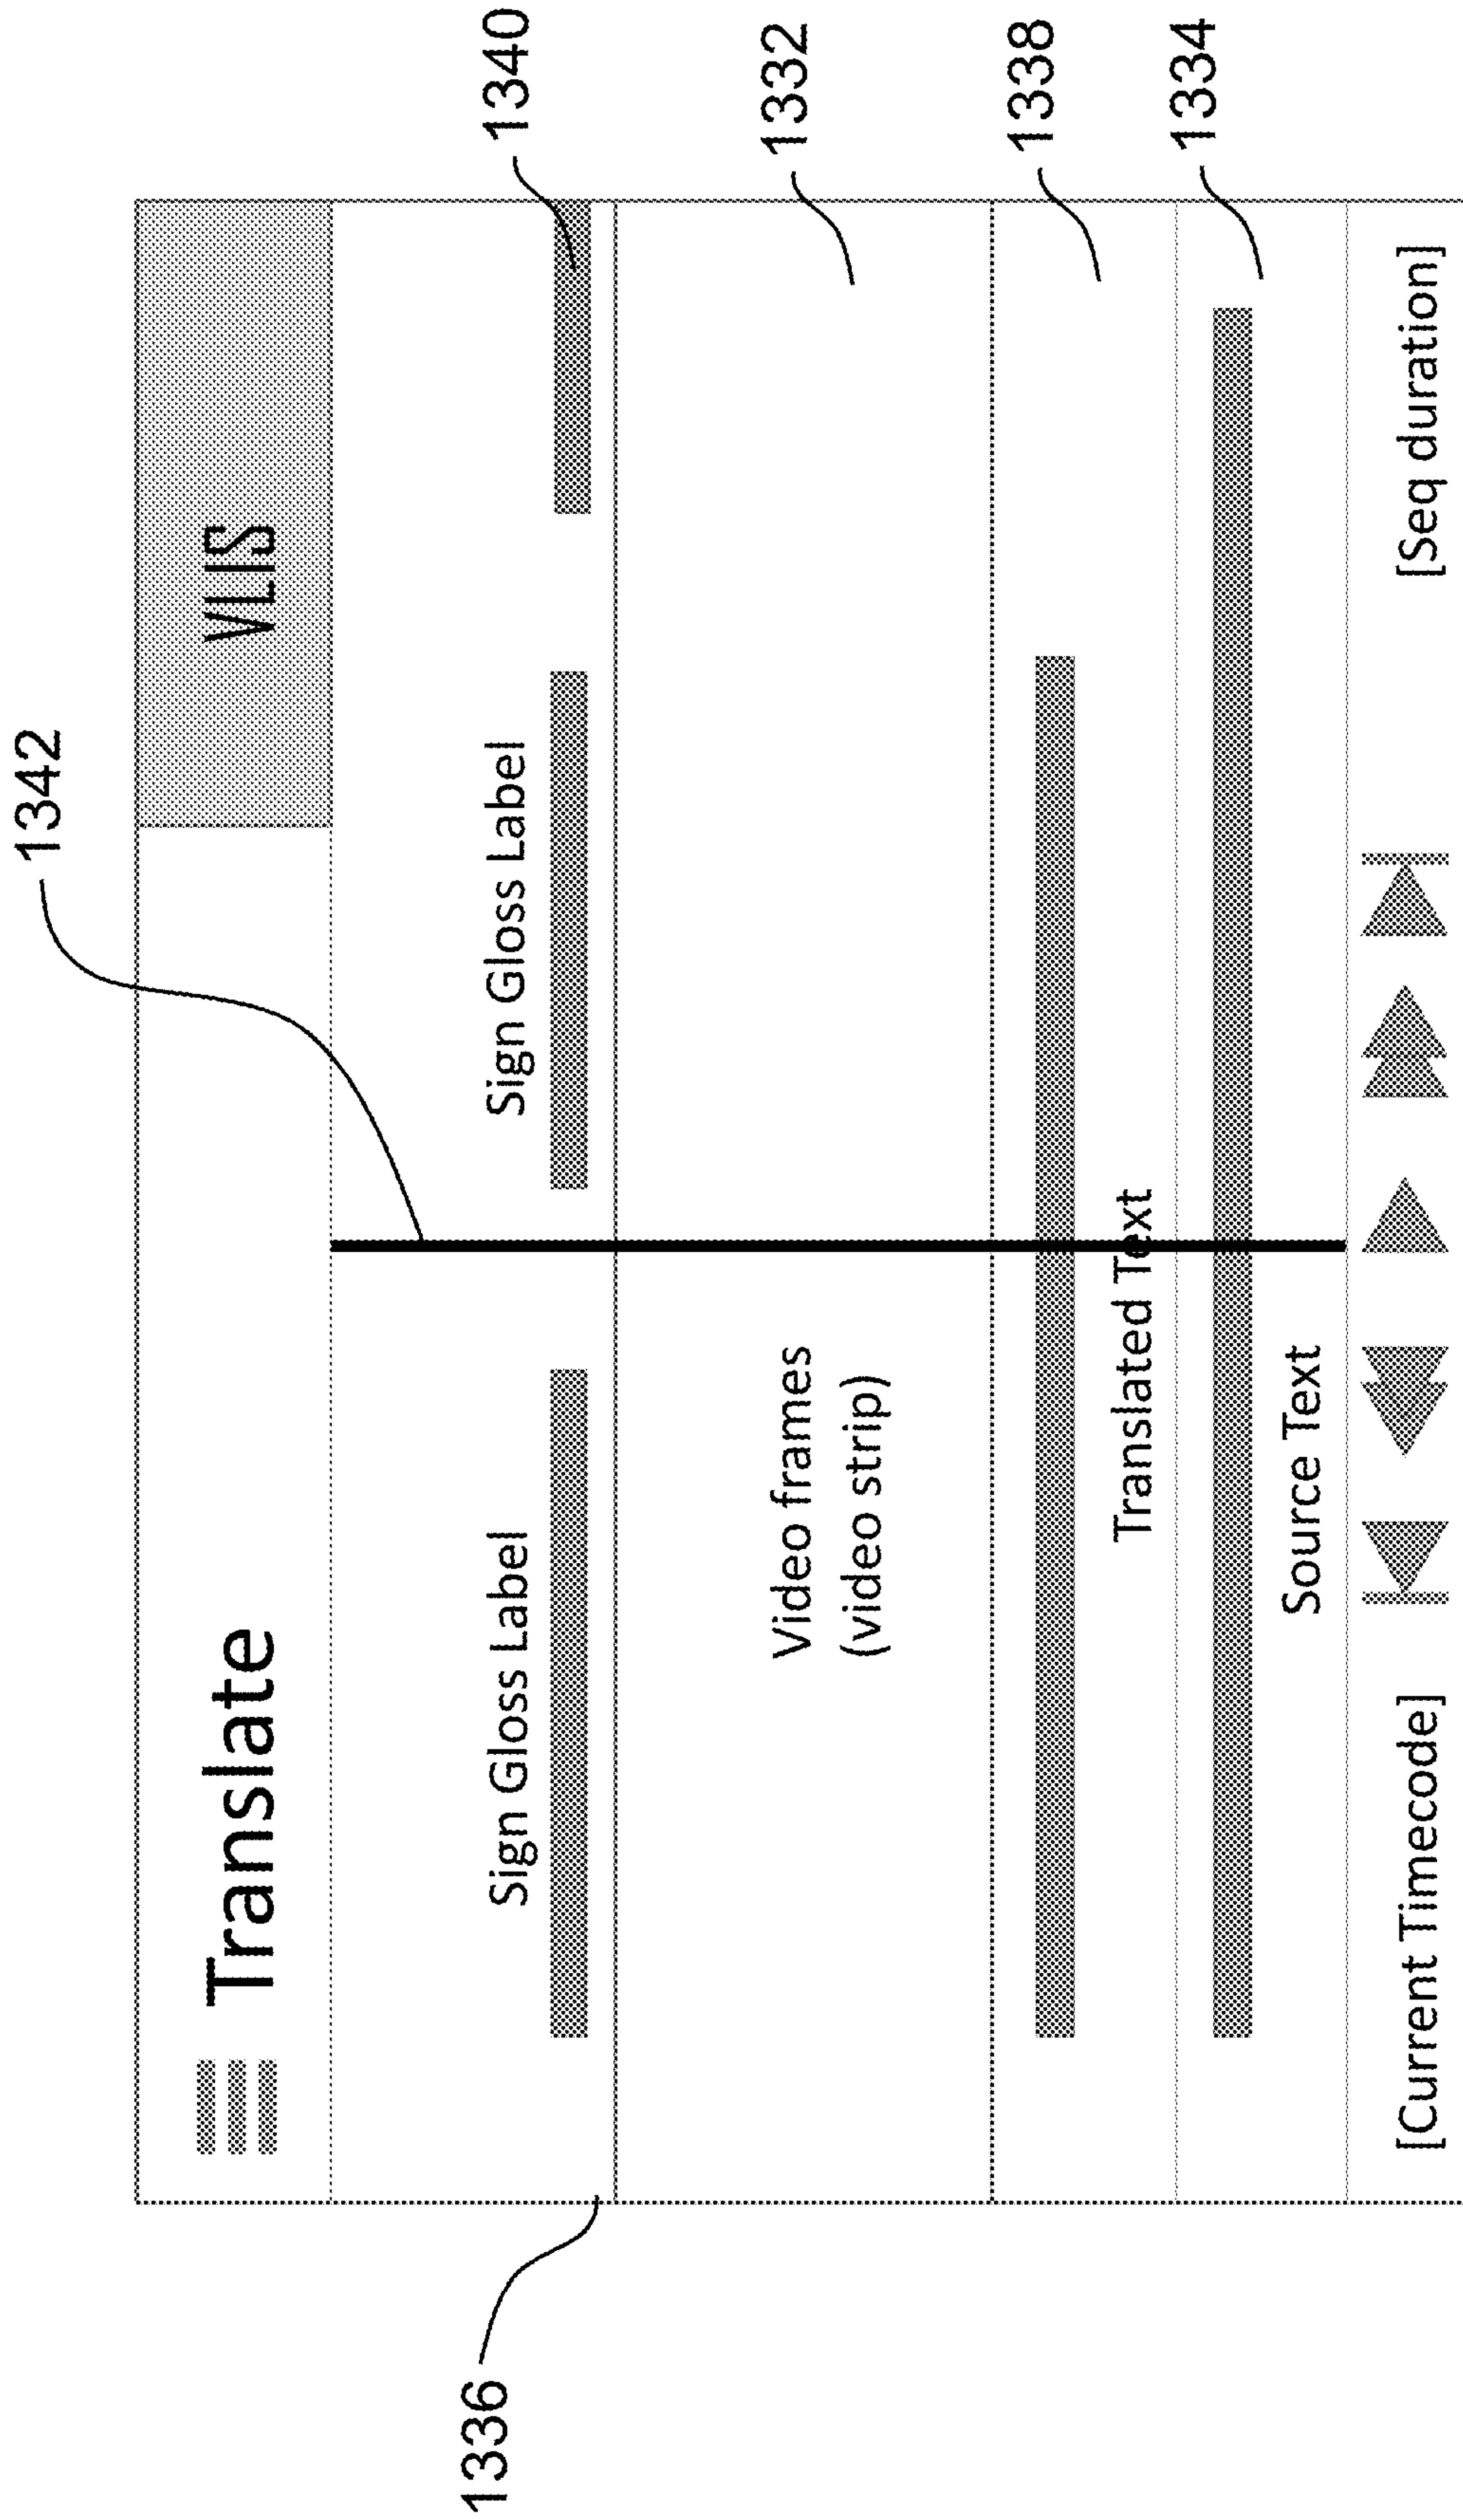 1342
Translate
VLIS
1336
Sign Gloss Label
Sign Gloss Label
1340
Video frames
(video strip)
1332
Translated Text
1338
Source Text
1334
[Current Timecode]
[Seq duration]